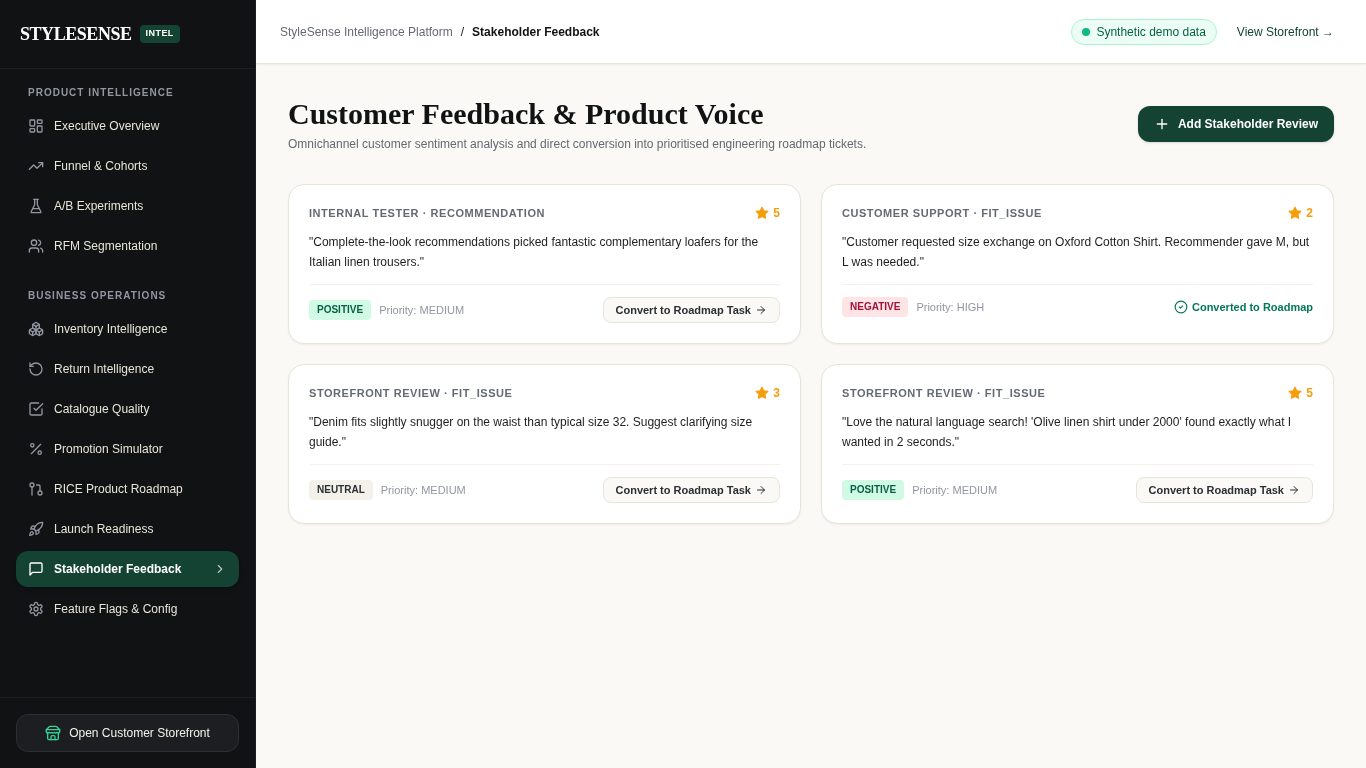 STYLESENSE INTEL
PRODUCT INTELLIGENCE
Executive Overview
Funnel & Cohorts
A/B Experiments
RFM Segmentation
BUSINESS OPERATIONS
Inventory Intelligence
Return Intelligence
Catalogue Quality
Promotion Simulator
RICE Product Roadmap
Launch Readiness
Stakeholder Feedback
Feature Flags & Config
Open Customer Storefront
StyleSense Intelligence Platform / Stakeholder Feedback
Synthetic demo data
View Storefront →
Customer Feedback & Product Voice
Omnichannel customer sentiment analysis and direct conversion into prioritised engineering roadmap tickets.
Add Stakeholder Review
INTERNAL TESTER · RECOMMENDATION
5
"Complete-the-look recommendations picked fantastic complementary loafers for the
Italian linen trousers."
POSITIVE
Priority: MEDIUM
Convert to Roadmap Task
CUSTOMER SUPPORT · FIT_ISSUE
2
"Customer requested size exchange on Oxford Cotton Shirt. Recommender gave M, but
L was needed."
NEGATIVE
Priority: HIGH
Converted to Roadmap
STOREFRONT REVIEW · FIT_ISSUE
3
"Denim fits slightly snugger on the waist than typical size 32. Suggest clarifying size
guide."
NEUTRAL
Priority: MEDIUM
Convert to Roadmap Task
STOREFRONT REVIEW · FIT_ISSUE
5
"Love the natural language search! 'Olive linen shirt under 2000' found exactly what I
wanted in 2 seconds."
POSITIVE
Priority: MEDIUM
Convert to Roadmap Task